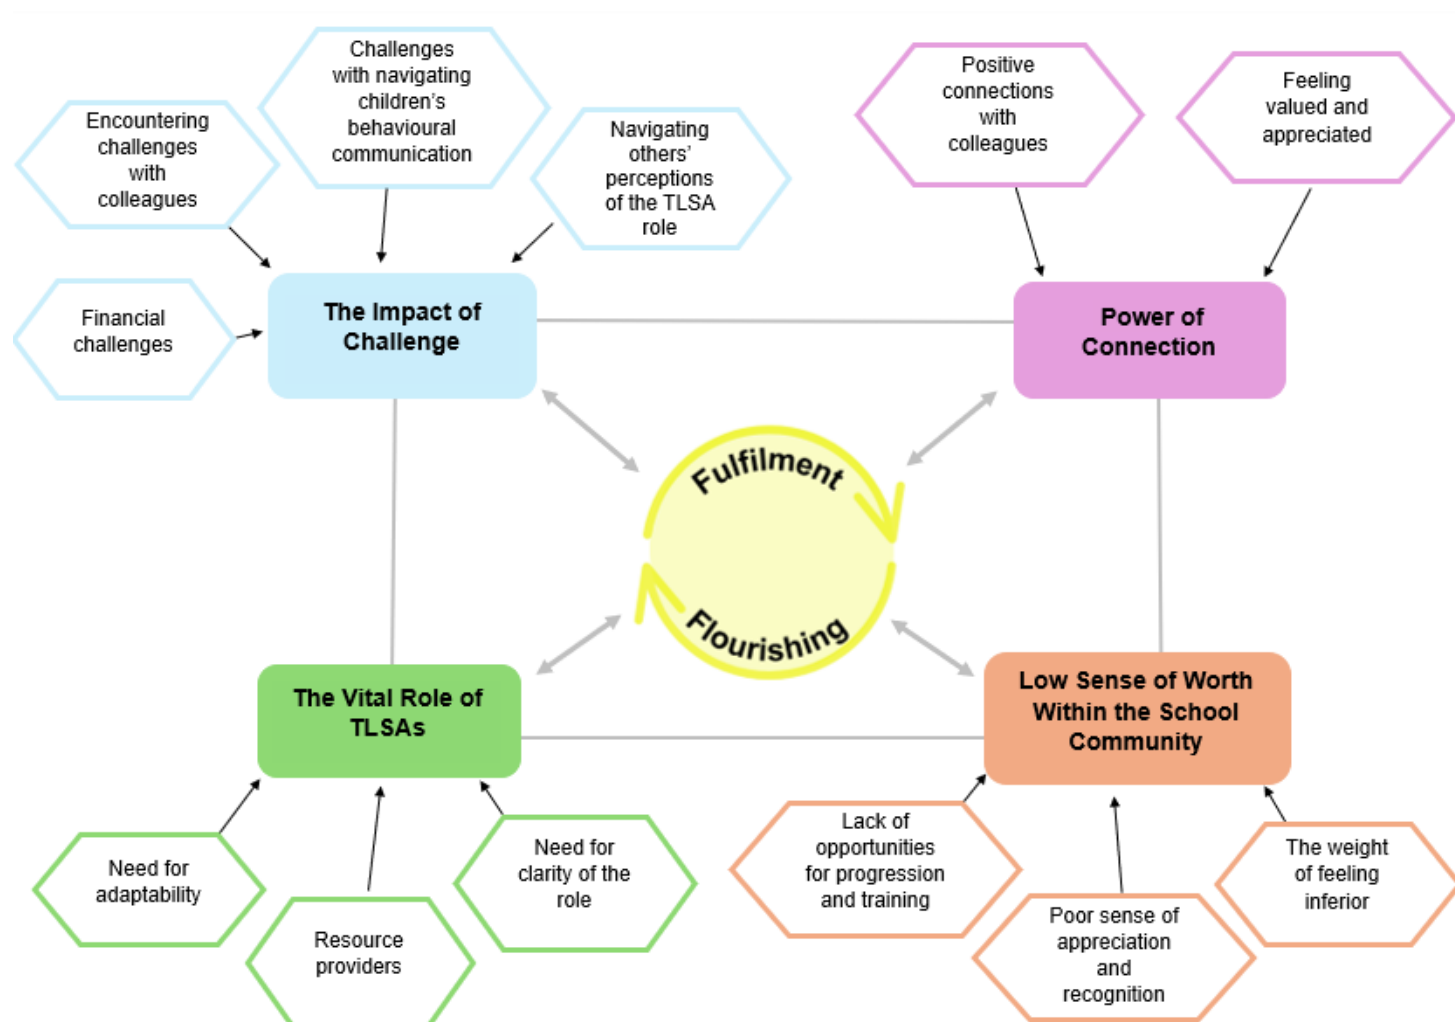 Challenges
with navigating
children's
behavioural
communication
Encountering
challenges
with
colleagues
Navigating
others'
perceptions
of the TLSA
role
Financial
challenges
The Impact of
Challenge
Positive
connections
with
colleagues
Feeling
valued and
appreciated
Power of
Connection
Fulfilment
Flourishing
The Vital Role of
TLSAs
Need for
adaptability
Resource
providers
Need for
clarity of the
role
Low Sense of Worth
Within the School
Community
Lack of
opportunities
for progression
and training
Poor sense of
appreciation
and
recognition
The weight
of feeling
inferior